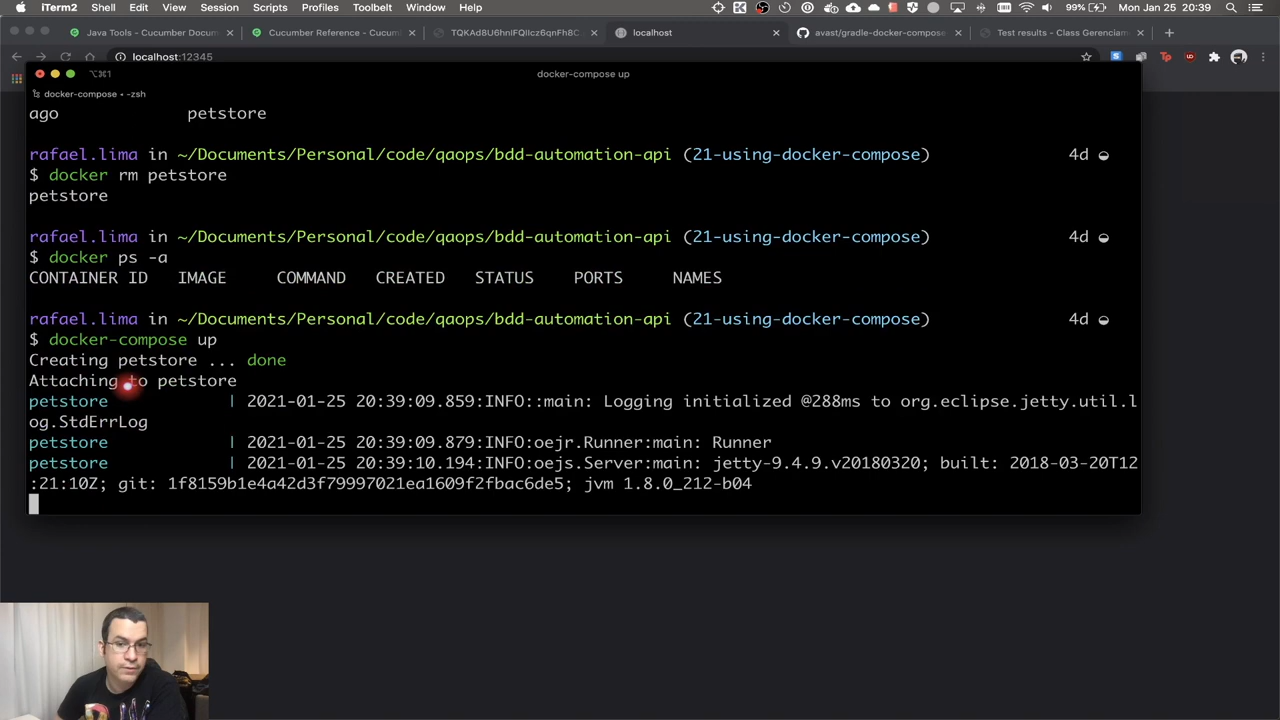 iTerm2 Shell Edit View Session Scripts Profiles Toolbelt Window Help 99% Mon Jan 25 20:39
Java Tools - Cucumber Docum × Cucumber Reference - Cucum × TQKAd8U6hnIFQIlcz6qnFh8C × localhost × avast/gradle-docker-compose × Test results – Class Gerenciam × +
localhost:12345
⌥⌘1 docker-compose up
docker-compose • -zsh
ago petstore
rafael.lima in ~/Documents/Personal/code/qaops/bdd-automation-api (21-using-docker-compose) 4d
$ docker rm petstore
petstore
rafael.lima in ~/Documents/Personal/code/qaops/bdd-automation-api (21-using-docker-compose) 4d
$ docker ps -a
CONTAINER ID IMAGE COMMAND CREATED STATUS PORTS NAMES
rafael.lima in ~/Documents/Personal/code/qaops/bdd-automation-api (21-using-docker-compose) 4d
$ docker-compose up
Creating petstore ... done
Attaching to petstore
petstore | 2021-01-25 20:39:09.859:INFO::main: Logging initialized @288ms to org.eclipse.jetty.util.l
og.StdErrLog
petstore | 2021-01-25 20:39:09.879:INFO:oejr.Runner:main: Runner
petstore | 2021-01-25 20:39:10.194:INFO:oejs.Server:main: jetty-9.4.9.v20180320; built: 2018-03-20T12
:21:10Z; git: 1f8159b1e4a42d3f79997021ea1609f2fbac6de5; jvm 1.8.0_212-b04